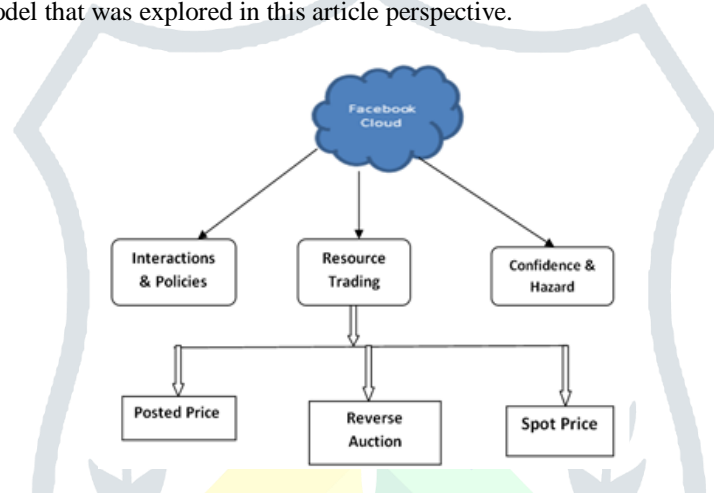 odel that was explored in this article perspective.
Facebook
Cloud
Interactions
& Policies
Resource
Trading
Confidence &
Hazard
Posted Price
Reverse
Auction
Spot Price